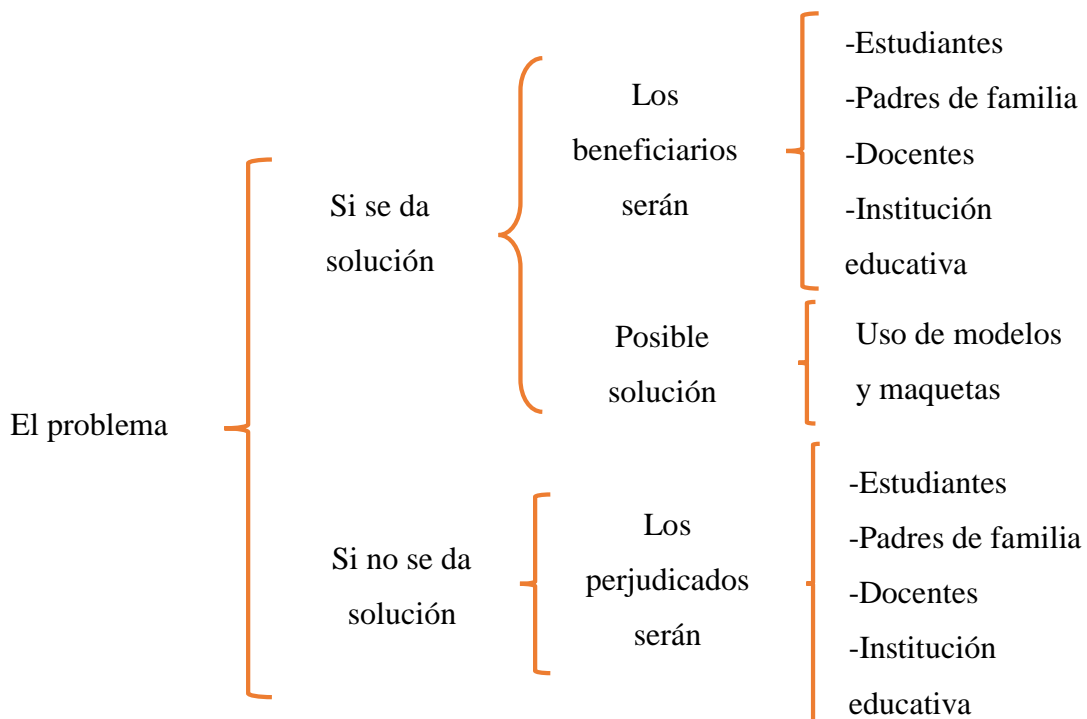 El problema
Si se da
solución
Los
beneficiarios
serán
-Estudiantes
-Padres de familia
-Docentes
-Institución
educativa
Posible
solución
Uso de modelos
y maquetas
Si no se da
solución
Los
perjudicados
serán
-Estudiantes
-Padres de familia
-Docentes
-Institución
educativa